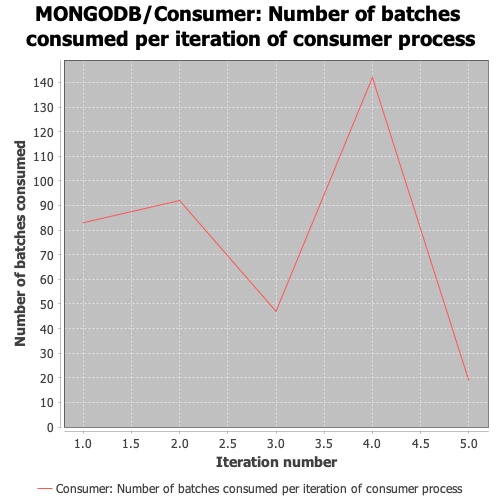 MONGODB/Consumer: Number of batches
consumed per iteration of consumer process
Number of batches consumed
140
130
120
110
100
90
80
70
60
50
40
30
20
10
0
1.0 1.5 2.0 2.5 3.0 3.5 4.0 4.5 5.0
Iteration number
Consumer: Number of batches consumed per iteration of consumer process